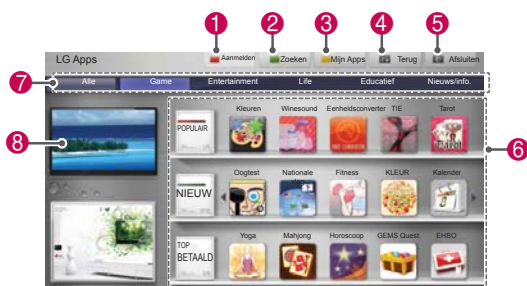 1 2 3 4 5
LG Apps Aanmelden Zoeken Mijn Apps Terug Afsluiten
7 Alle Game Entertainment Life Educatief Nieuws/info.
8
6
POPULAIR
Kleuren Winesound Eenheidsconverter TIE Tarot
NIEUW
Oogtest Nationale Fitness KLEUR Kalender
TOP
BETAALD
Yoga Mahjong Horoscoop GEMS Quest EHBO